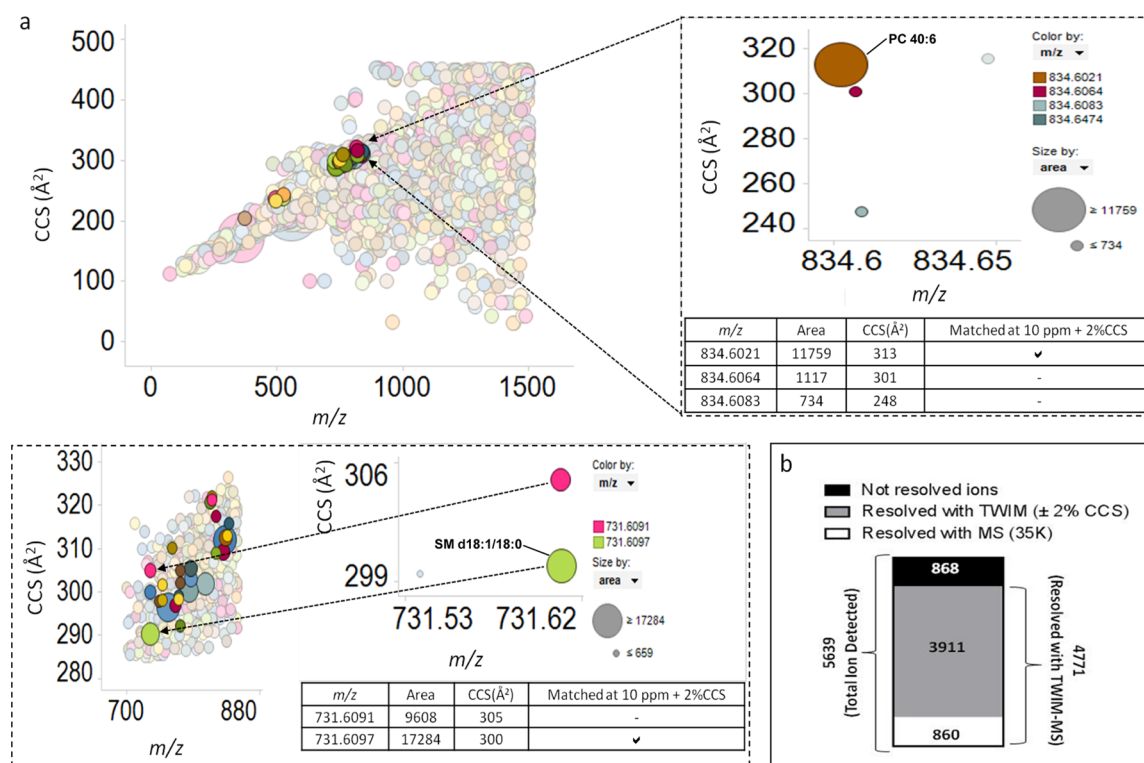 a
500
400
300
200
100
0
CCS (Å²)
0 500 1000 1500
m/z
320
300
280
260
240
CCS (Å²)
PC 40:6
834.6 834.65
m/z
Color by:
m/z
834.6021
834.6064
834.6083
834.6474
Size by:
area
≥ 11759
≤ 734
m/z Area CCS(Å²) Matched at 10 ppm + 2%CCS
834.6021 11759 313 ✔
834.6064 1117 301 -
834.6083 734 248 -
330
320
310
300
290
280
CCS (Å²)
700 880
m/z
306
299
CCS (Å²)
SM d18:1/18:0
731.53 731.62
m/z
Color by:
m/z
731.6091
731.6097
Size by:
area
≥ 17284
≤ 659
m/z Area CCS(Å²) Matched at 10 ppm + 2%CCS
731.6091 9608 305 -
731.6097 17284 300 ✔
b
Not resolved ions
Resolved with TWIM (± 2% CCS)
Resolved with MS (35K)
868
3911
860
5639
(Total Ion Detected)
4771
(Resolved with TWIM-MS)